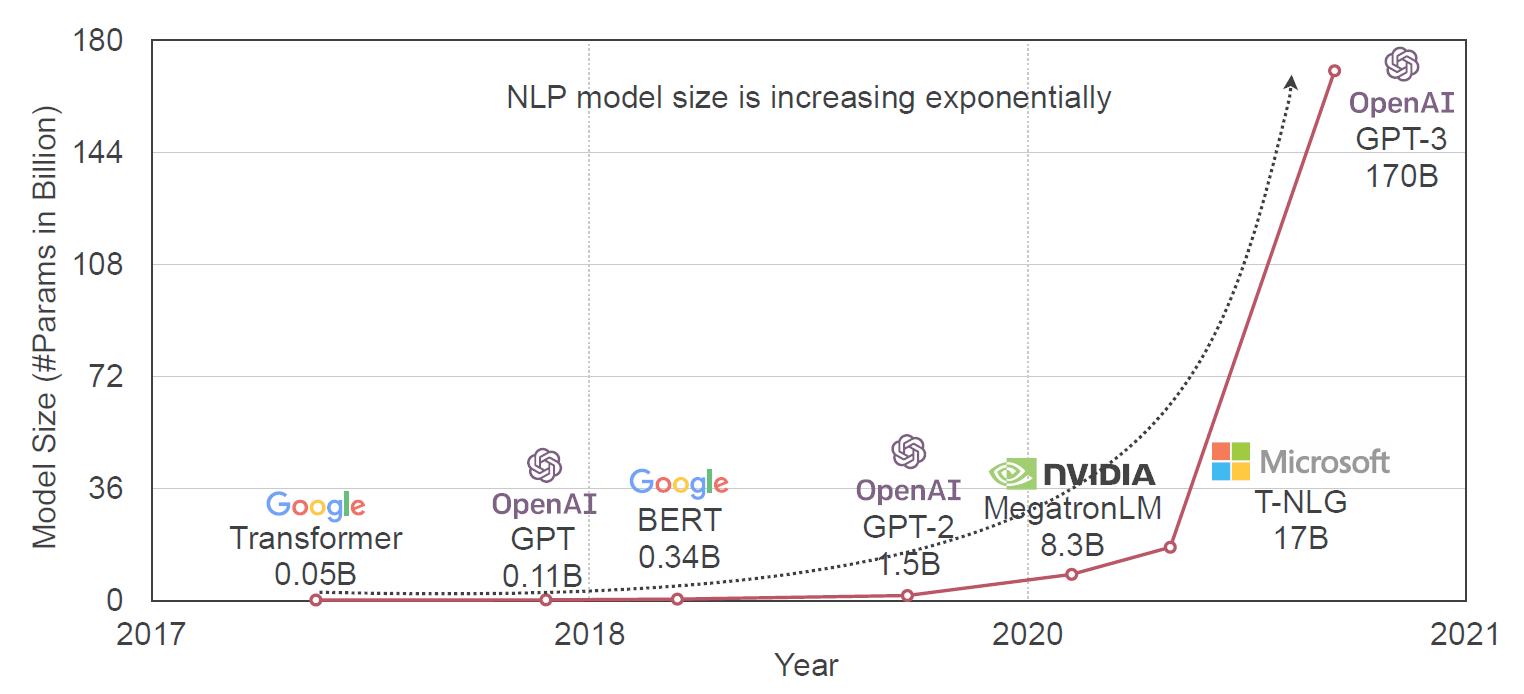 NLP model size is increasing exponentially
Model Size (#Params in Billion)
180
144
108
72
36
0
Google
Transformer
0.05B
OpenAI
GPT
0.11B
Google
BERT
0.34B
OpenAI
GPT-2
1.5B
NVIDIA
MegatronLM
8.3B
Microsoft
T-NLG
17B
OpenAI
GPT-3
170B
2017
2018
2020
2021
Year